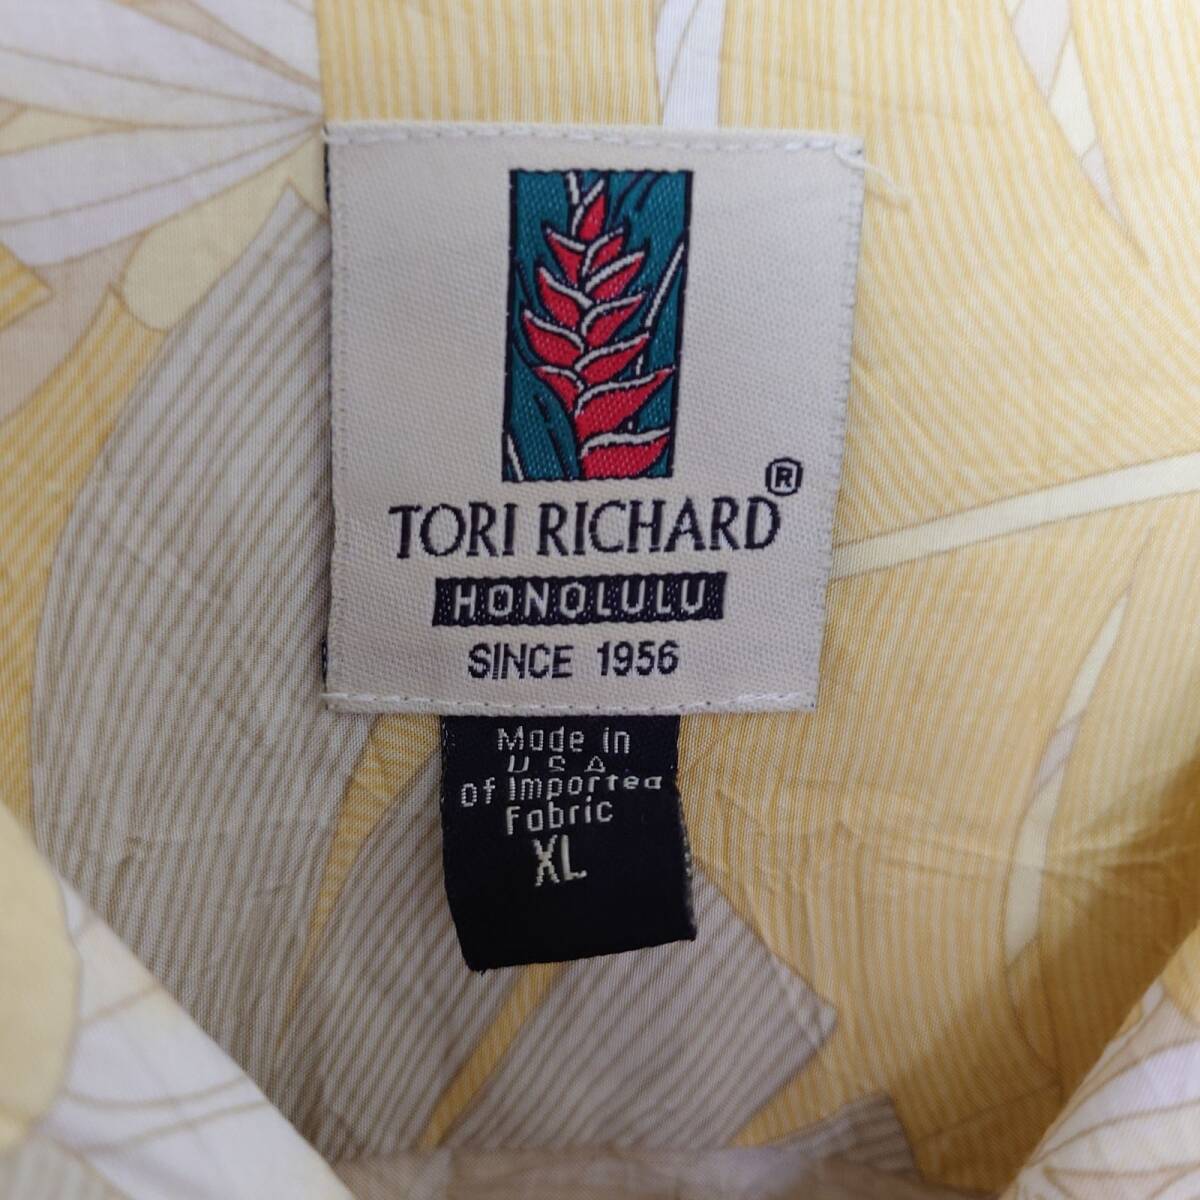 TORI RICHARD®
HONOLULU
SINCE 1956
Made in
U S A
Of Imported
Fabric
XL